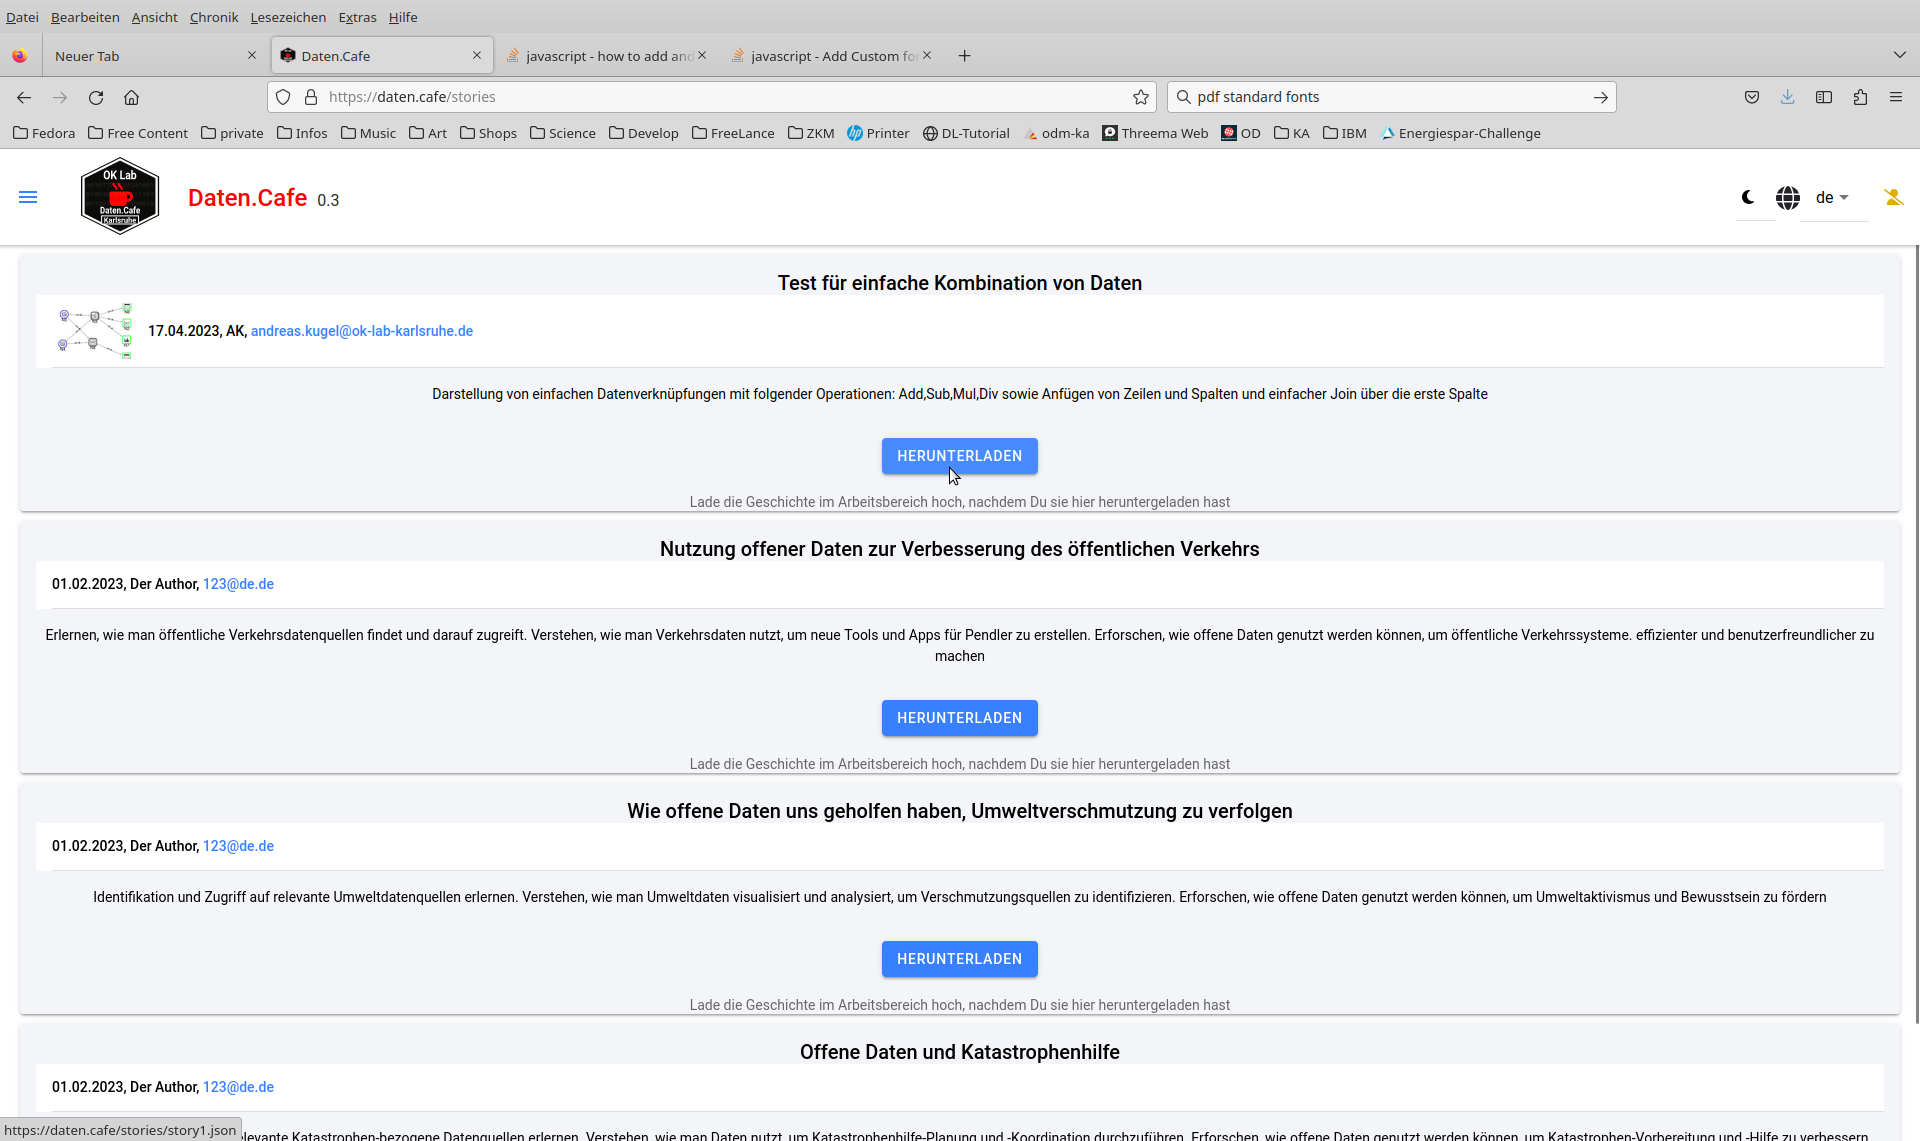 Datei Bearbeiten Ansicht Chronik Lesezeichen Extras Hilfe
Neuer Tab
Daten.Cafe
javascript - how to add and
javascript - Add Custom fo
https://daten.cafe/stories
pdf standard fonts
Fedora Free Content private Infos Music Art Shops Science Develop FreeLance ZKM Printer DL-Tutorial odm-ka Threema Web OD KA IBM Energiespar-Challenge
OK Lab
Daten.Cafe
Karlsruhe
Daten.Cafe 0.3
de
Test für einfache Kombination von Daten
17.04.2023, AK, andreas.kugel@ok-lab-karlsruhe.de
Darstellung von einfachen Datenverknüpfungen mit folgender Operationen: Add,Sub,Mul,Div sowie Anfügen von Zeilen und Spalten und einfacher Join über die erste Spalte
HERUNTERLADEN
Lade die Geschichte im Arbeitsbereich hoch, nachdem Du sie hier heruntergeladen hast
Nutzung offener Daten zur Verbesserung des öffentlichen Verkehrs
01.02.2023, Der Author, 123@de.de
Erlernen, wie man öffentliche Verkehrsdatenquellen findet und darauf zugreift. Verstehen, wie man Verkehrsdaten nutzt, um neue Tools und Apps für Pendler zu erstellen. Erforschen, wie offene Daten genutzt werden können, um öffentliche Verkehrssysteme. effizienter und benutzerfreundlicher zu
machen
HERUNTERLADEN
Lade die Geschichte im Arbeitsbereich hoch, nachdem Du sie hier heruntergeladen hast
Wie offene Daten uns geholfen haben, Umweltverschmutzung zu verfolgen
01.02.2023, Der Author, 123@de.de
Identifikation und Zugriff auf relevante Umweltdatenquellen erlernen. Verstehen, wie man Umweltdaten visualisiert und analysiert, um Verschmutzungsquellen zu identifizieren. Erforschen, wie offene Daten genutzt werden können, um Umweltaktivismus und Bewusstsein zu fördern
HERUNTERLADEN
Lade die Geschichte im Arbeitsbereich hoch, nachdem Du sie hier heruntergeladen hast
Offene Daten und Katastrophenhilfe
01.02.2023, Der Author, 123@de.de
elevante Katastrophen-bezogene Datenquellen erlernen. Verstehen, wie man Daten nutzt, um Katastrophenhilfe-Planung und -Koordination durchzuführen. Erforschen, wie offene Daten genutzt werden können, um Katastrophen-Vorbereitung und -Hilfe zu verbessern
https://daten.cafe/stories/story1.json